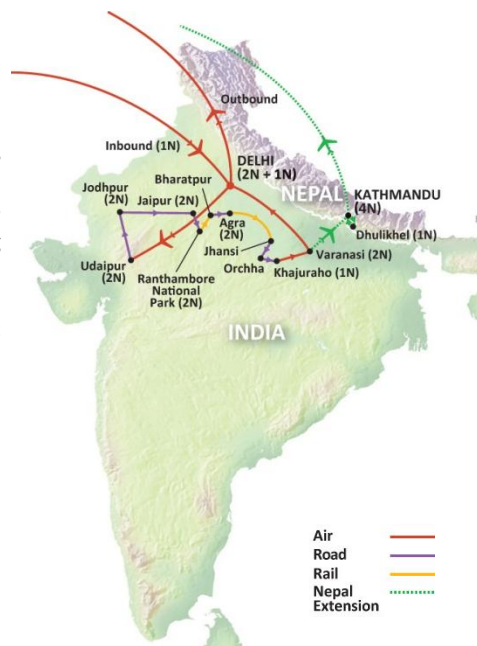 Outbound
Inbound (1N)
DELHI
(2N + 1N)
Bharatpur
NEPAL
KATHMANDU
(4N)
Jodhpur
(2N)
Jaipur (2N)
Agra
(2N)
Dhulikhel (1N)
Jhansi
Varanasi (2N)
Udaipur
(2N)
Ranthambore
National
Park (2N)
Orchha
Khajuraho (1N)
INDIA
Air
Road
Rail
Nepal
Extension